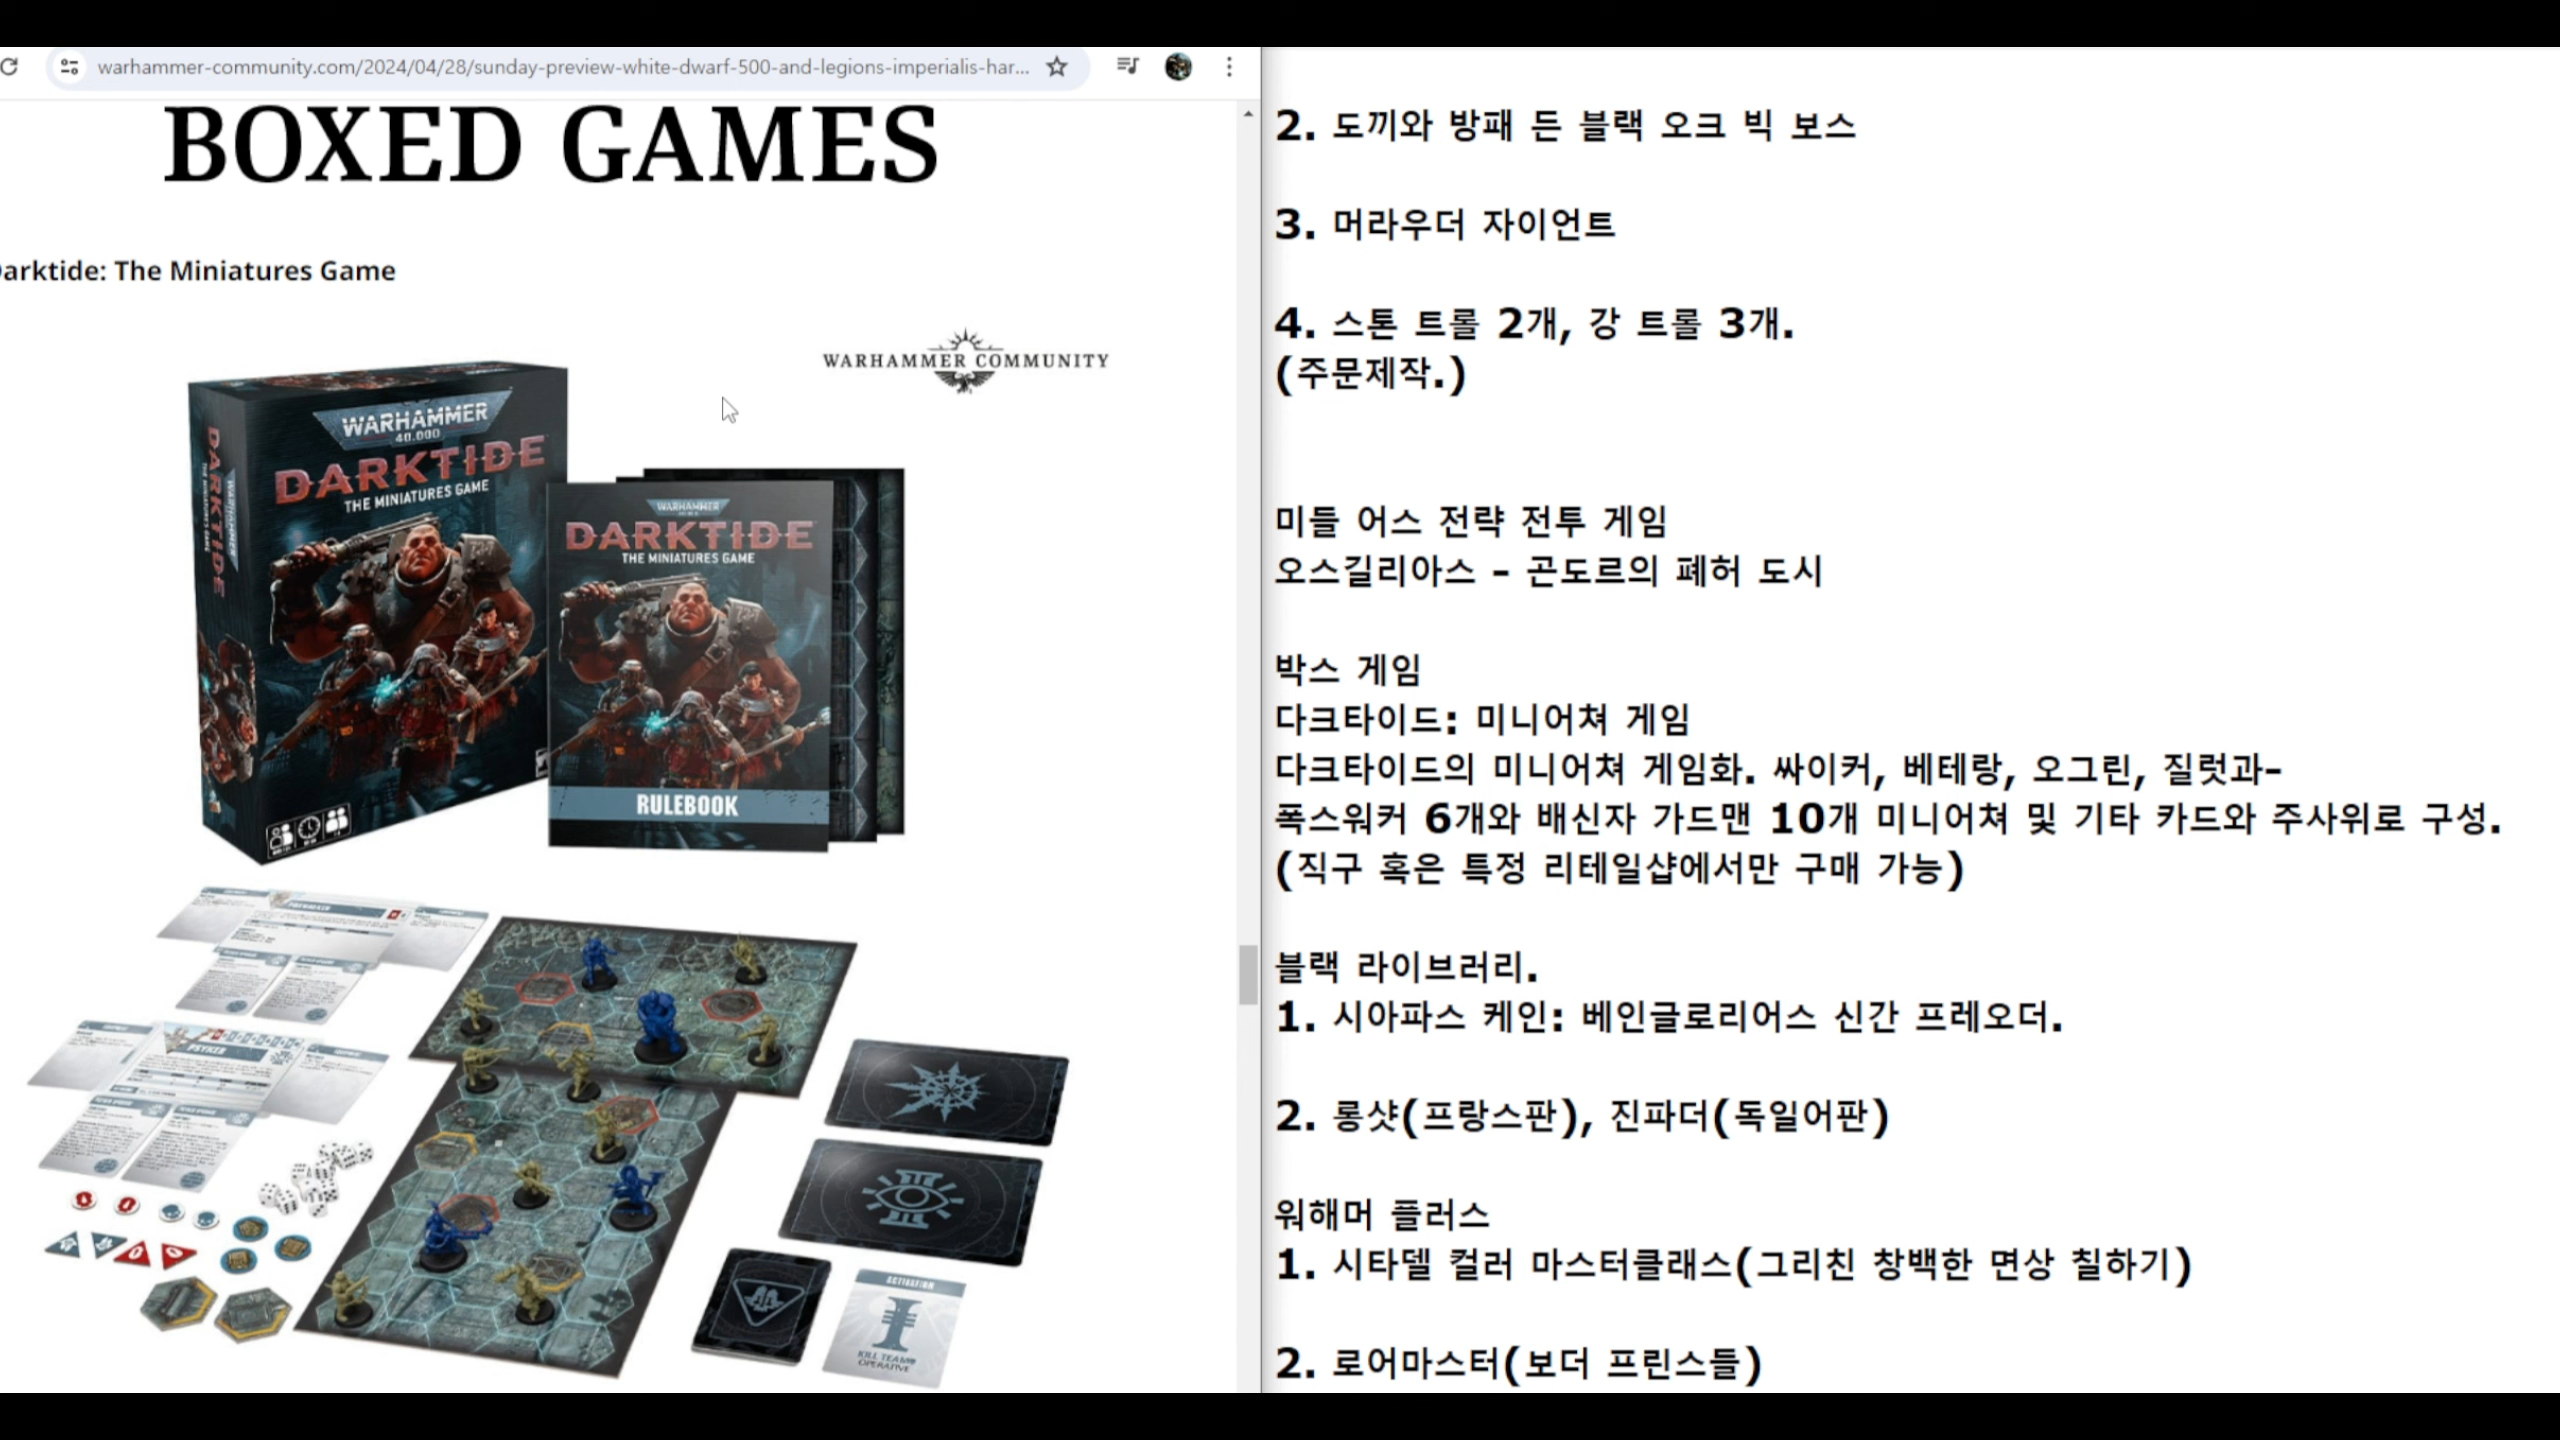 warhammer-community.com/2024/04/28/sunday-preview-white-dwarf-500-and-legions-imperialis-har...
BOXED GAMES
arktide: The Miniatures Game
WARHAMMER COMMUNITY
WARHAMMER
40,000
DARKTIDE
THE MINIATURES GAME
DARKTIDE
THE MINIATURES GAME
WARHAMMER
WARHAMMER
DARKTIDE
THE MINIATURES GAME
RULEBOOK
PSYKER
ACTIVATION
KILL TEAM
OPERATIVE
2. 도끼와 방패 든 블랙 오크 빅 보스
3. 머라우더 자이언트
4. 스톤 트롤 2개, 강 트롤 3개.
(주문제작.)
미들 어스 전략 전투 게임
오스길리아스 - 곤도르의 폐허 도시
박스 게임
다크타이드: 미니어쳐 게임
다크타이드의 미니어쳐 게임화. 싸이커, 베테랑, 오그린, 질럿과-
폭스워커 6개와 배신자 가드맨 10개 미니어쳐 및 기타 카드와 주사위로 구성.
(직구 혹은 특정 리테일샵에서만 구매 가능)
블랙 라이브러리.
1. 시아파스 케인: 베인글로리어스 신간 프레오더.
2. 롱샷(프랑스판), 진파더(독일어판)
워해머 플러스
1. 시타델 컬러 마스터클래스(그리친 창백한 면상 칠하기)
2. 로어마스터(보더 프린스들)